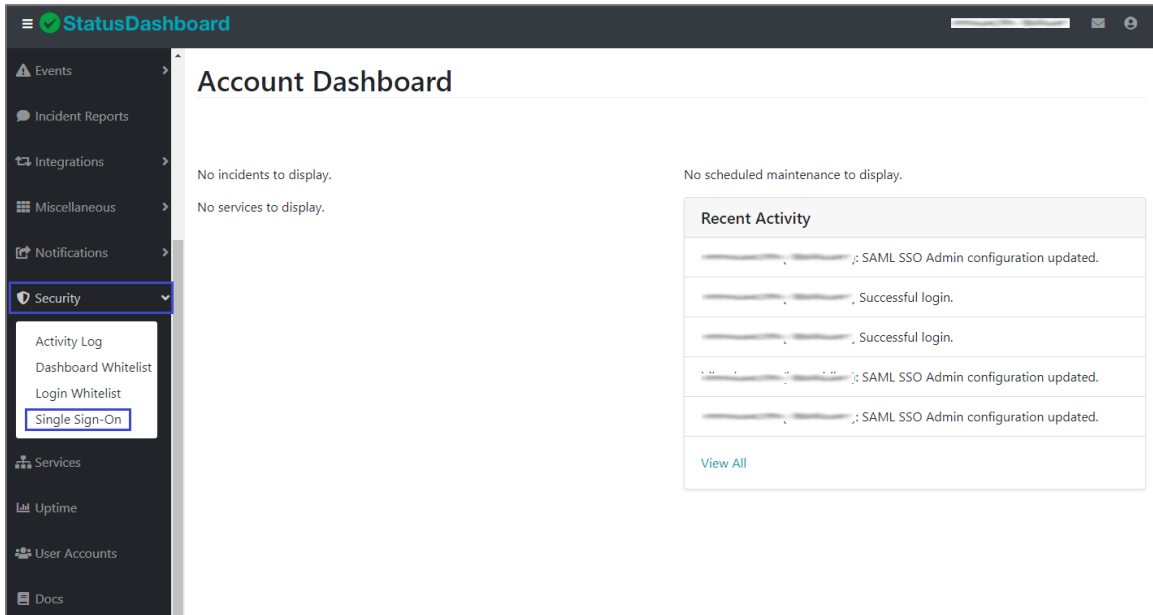 StatusDashboard
Events
Incident Reports
Integrations
Miscellaneous
Notifications
Security
Activity Log
Dashboard Whitelist
Login Whitelist
Single Sign-On
Services
Uptime
User Accounts
Docs
Account Dashboard
No incidents to display.
No services to display.
No scheduled maintenance to display.
Recent Activity
: SAML SSO Admin configuration updated.
, Successful login.
, Successful login.
: SAML SSO Admin configuration updated.
: SAML SSO Admin configuration updated.
View All